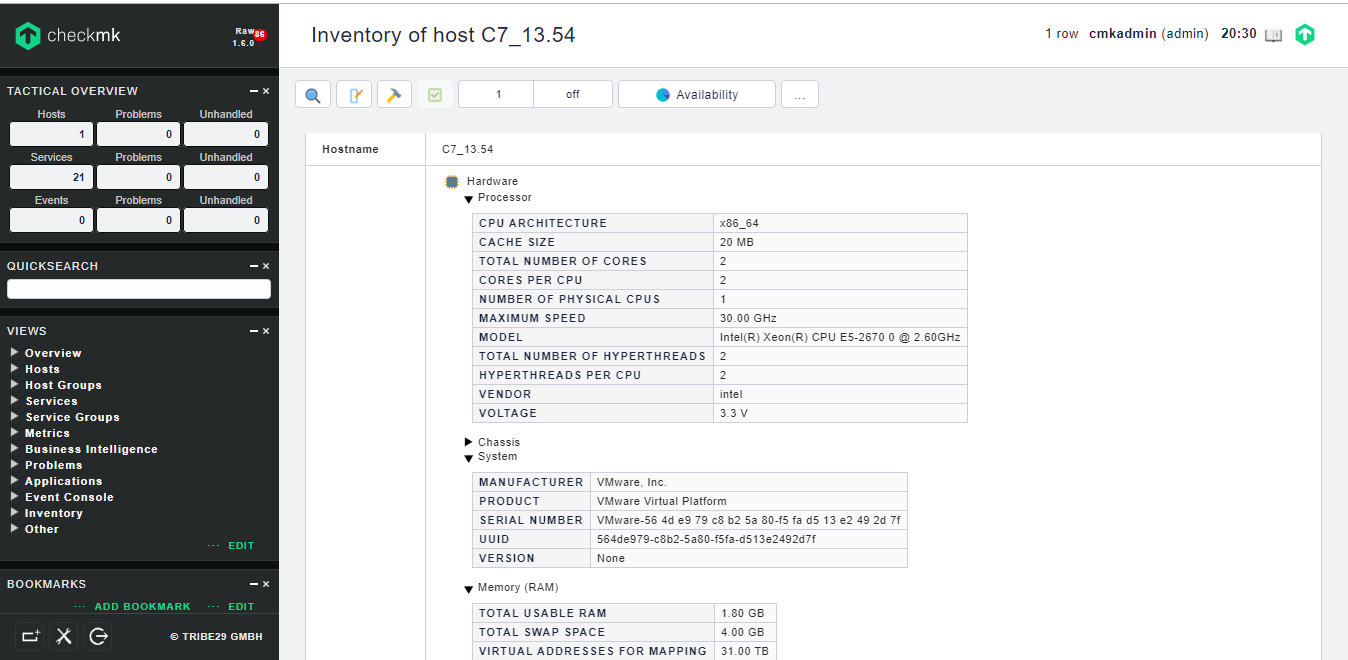 checkmk
Raw 86
1.6.0
Inventory of host C7_13.54
1 row cmkadmin (admin) 20:30
TACTICAL OVERVIEW
Hosts Problems Unhandled
1 0 0
Services Problems Unhandled
21 0 0
Events Problems Unhandled
0 0 0
QUICKSEARCH
VIEWS
Overview
Hosts
Host Groups
Services
Service Groups
Metrics
Business Intelligence
Problems
Applications
Event Console
Inventory
Other
EDIT
BOOKMARKS
ADD BOOKMARK EDIT
© TRIBE29 GMBH
1 off Availability ...
Hostname C7_13.54
Hardware
Processor
CPU ARCHITECTURE x86_64
CACHE SIZE 20 MB
TOTAL NUMBER OF CORES 2
CORES PER CPU 2
NUMBER OF PHYSICAL CPUS 1
MAXIMUM SPEED 30.00 GHz
MODEL Intel(R) Xeon(R) CPU E5-2670 0 @ 2.60GHz
TOTAL NUMBER OF HYPERTHREADS 2
HYPERTHREADS PER CPU 2
VENDOR intel
VOLTAGE 3.3 V
Chassis
System
MANUFACTURER VMware, Inc.
PRODUCT VMware Virtual Platform
SERIAL NUMBER VMware-56 4d e9 79 c8 b2 5a 80-f5 fa d5 13 e2 49 2d 7f
UUID 564de979-c8b2-5a80-f5fa-d513e2492d7f
VERSION None
Memory (RAM)
TOTAL USABLE RAM 1.80 GB
TOTAL SWAP SPACE 4.00 GB
VIRTUAL ADDRESSES FOR MAPPING 31.00 TB